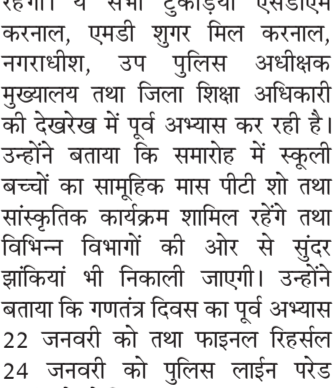 रहेंगी। ये सभी टुकड़ियां एसडीएम
करनाल, एमडी शुगर मिल करनाल,
नगराधीश, उप पुलिस अधीक्षक
मुख्यालय तथा जिला शिक्षा अधिकारी
की देखरेख में पूर्व अभ्यास कर रही है।
उन्होंने बताया कि समारोह में स्कूली
बच्चों का सामूहिक मास पीटी शो तथा
सांस्कृतिक कार्यक्रम शामिल रहेंगे तथा
विभिन्न विभागों की ओर से सुंदर
झांकियां भी निकाली जाएगी। उन्होंने
बताया कि गणतंत्र दिवस का पूर्व अभ्यास
22 जनवरी को तथा फाइनल रिहर्सल
24 जनवरी को पुलिस लाईन परेड